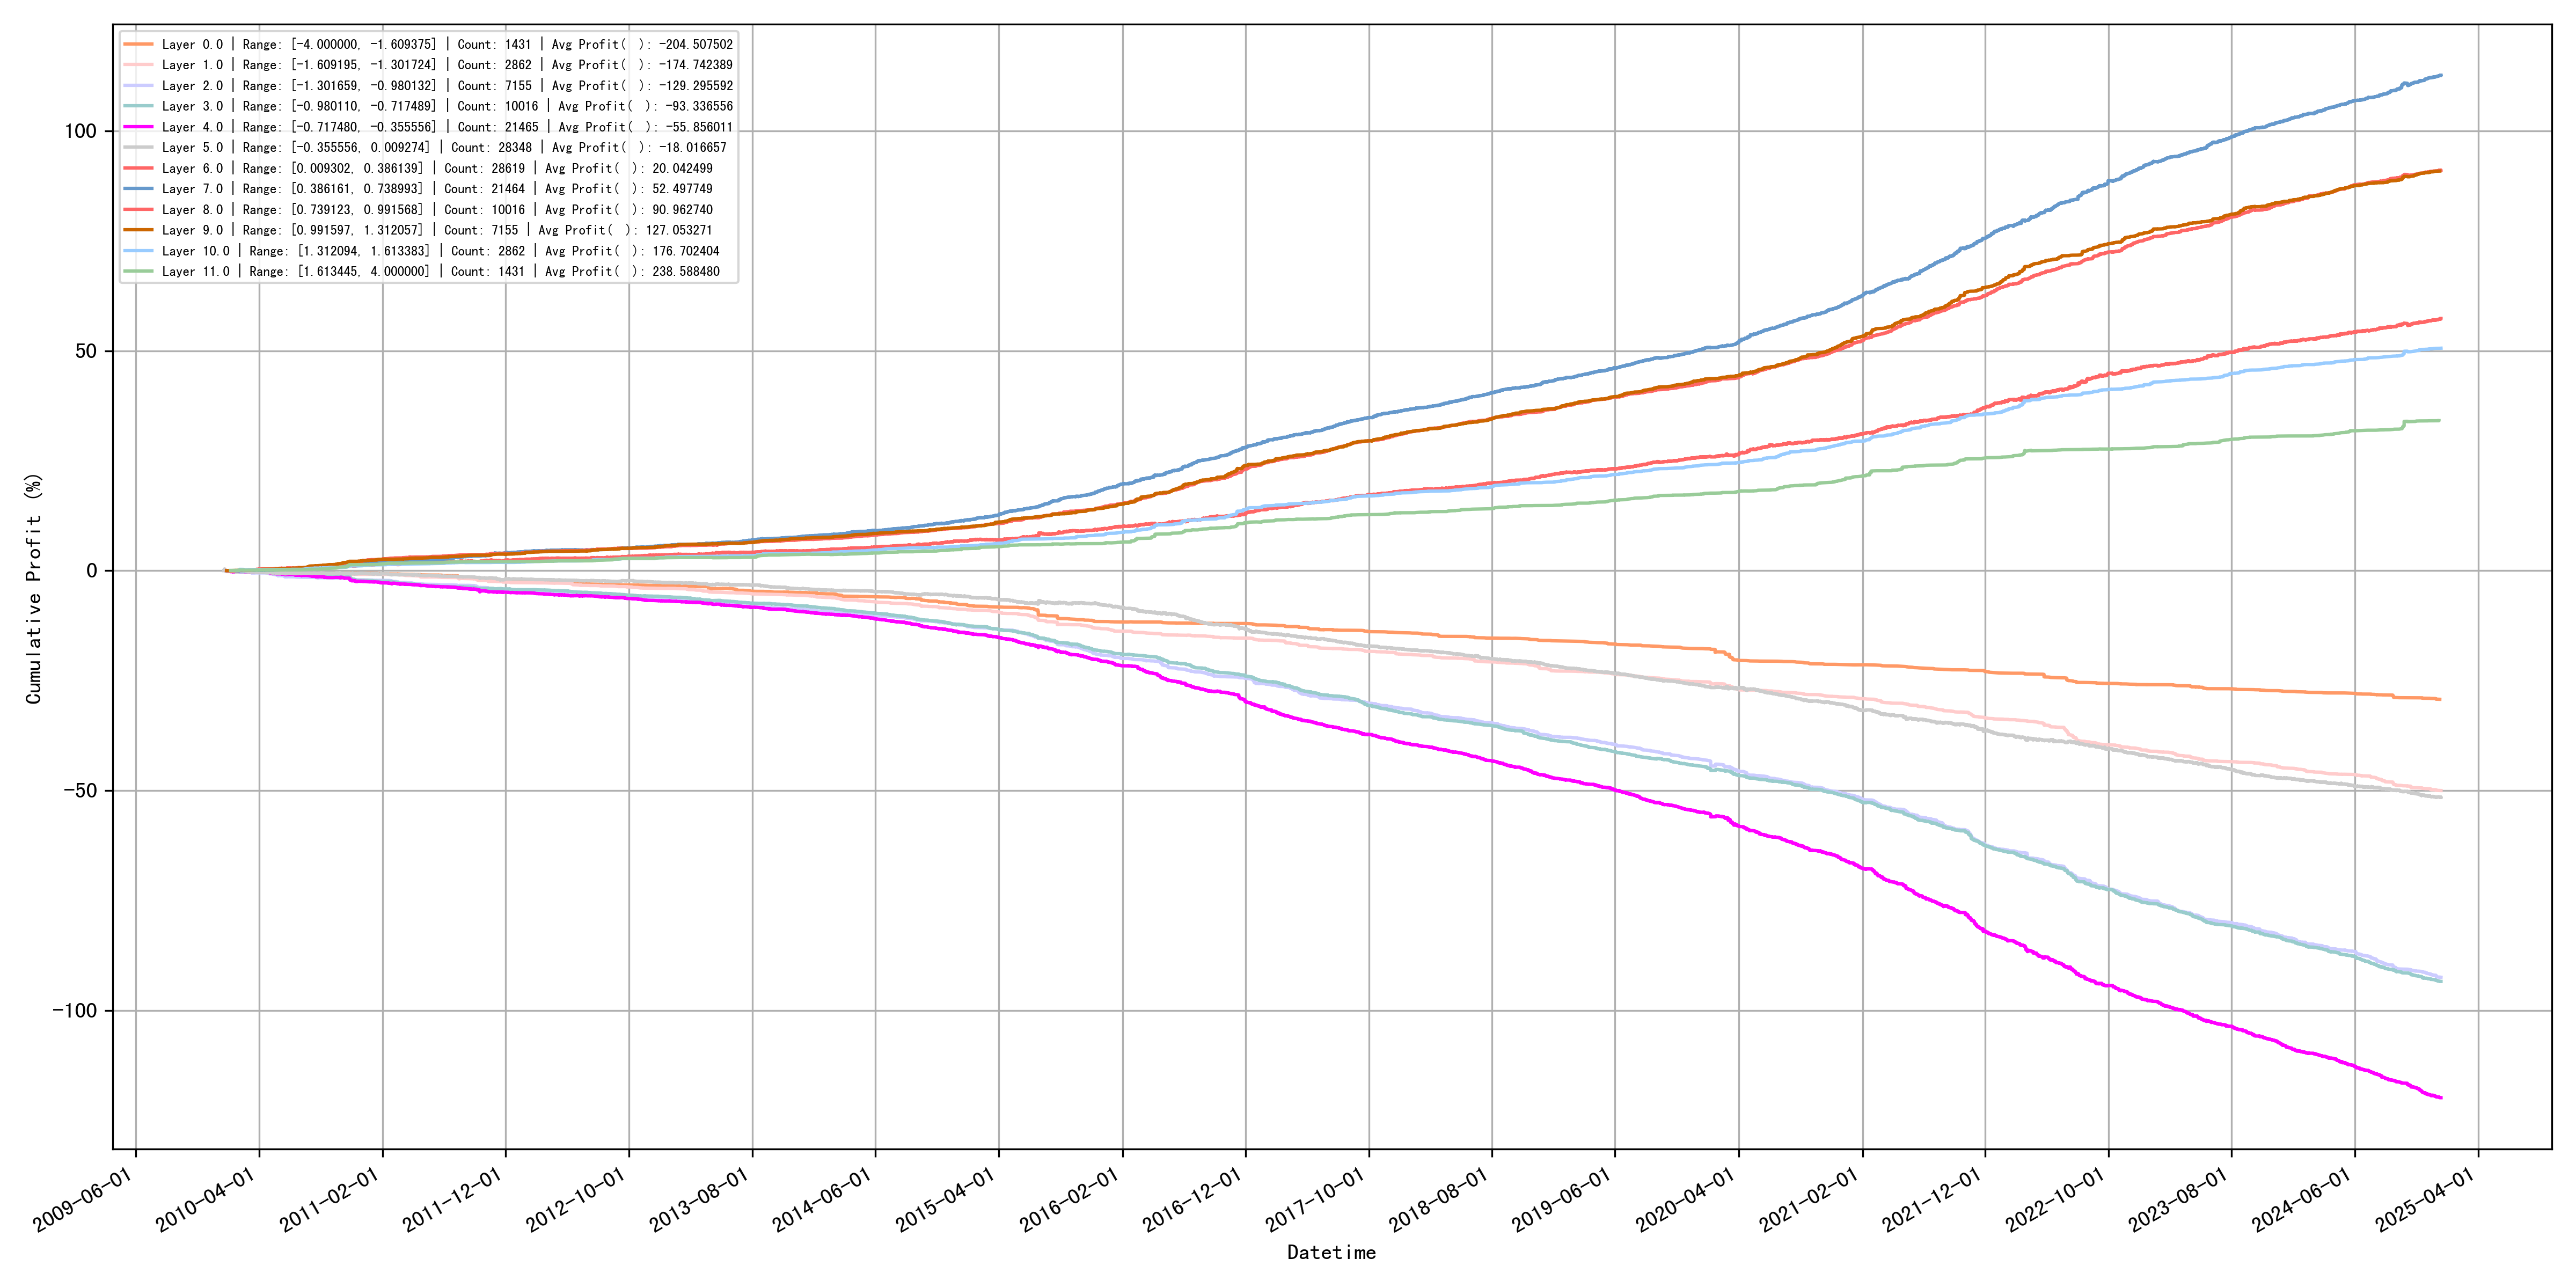 Layer 0.0 | Range: [-4.000000, -1.609375] | Count: 1431 | Avg Profit( ): -204.507502
Layer 1.0 | Range: [-1.609195, -1.301724] | Count: 2862 | Avg Profit( ): -174.742389
Layer 2.0 | Range: [-1.301659, -0.980132] | Count: 7155 | Avg Profit( ): -129.295592
Layer 3.0 | Range: [-0.980110, -0.717489] | Count: 10016 | Avg Profit( ): -93.336556
Layer 4.0 | Range: [-0.717480, -0.355556] | Count: 21465 | Avg Profit( ): -55.856011
Layer 5.0 | Range: [-0.355556, 0.009274] | Count: 28348 | Avg Profit( ): -18.016657
Layer 6.0 | Range: [0.009302, 0.386139] | Count: 28619 | Avg Profit( ): 20.042499
Layer 7.0 | Range: [0.386161, 0.738993] | Count: 21464 | Avg Profit( ): 52.497749
Layer 8.0 | Range: [0.739123, 0.991568] | Count: 10016 | Avg Profit( ): 90.962740
Layer 9.0 | Range: [0.991597, 1.312057] | Count: 7155 | Avg Profit( ): 127.053271
Layer 10.0 | Range: [1.312094, 1.613383] | Count: 2862 | Avg Profit( ): 176.702404
Layer 11.0 | Range: [1.613445, 4.000000] | Count: 1431 | Avg Profit( ): 238.588480
100
50
0
-50
-100
Cumulative Profit (%)
2009-06-01
2010-04-01
2011-02-01
2011-12-01
2012-10-01
2013-08-01
2014-06-01
2015-04-01
2016-02-01
2016-12-01
2017-10-01
2018-08-01
2019-06-01
2020-04-01
2021-02-01
2021-12-01
2022-10-01
2023-08-01
2024-06-01
2025-04-01
Datetime